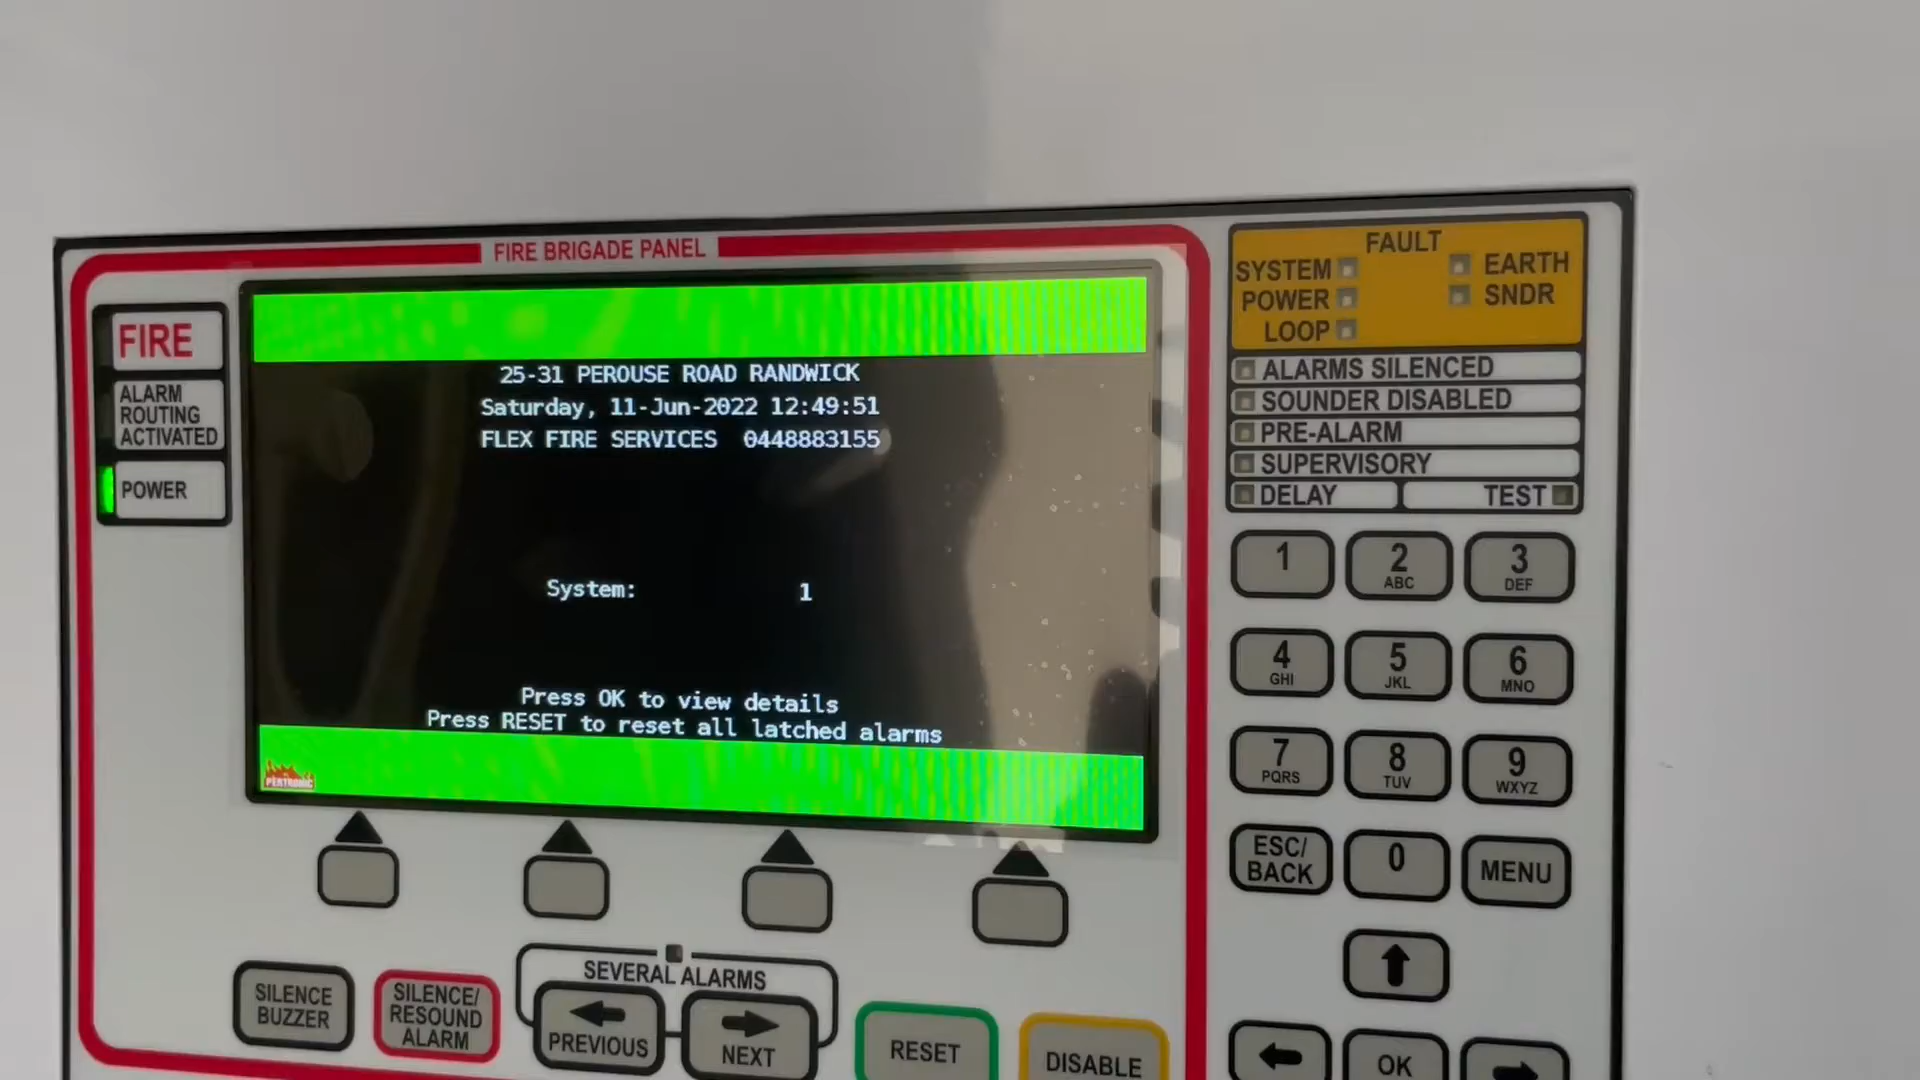 FIRE BRIGADE PANEL
FIRE
ALARM
ROUTING
ACTIVATED
POWER
25-31 PEROUSE ROAD RANDWICK
Saturday, 11-Jun-2022 12:49:51
FLEX FIRE SERVICES 0448883155
System: 1
Press OK to view details
Press RESET to reset all latched alarms
PERTRONIC
FAULT
SYSTEM
EARTH
POWER
SNDR
LOOP
ALARMS SILENCED
SOUNDER DISABLED
PRE-ALARM
SUPERVISORY
DELAY
TEST
1
2
ABC
3
DEF
4
GHI
5
JKL
6
MNO
7
PQRS
8
TUV
9
WXYZ
ESC/
BACK
0
MENU
OK
SILENCE
BUZZER
SILENCE/
RESOUND
ALARM
SEVERAL ALARMS
PREVIOUS
NEXT
RESET
DISABLE